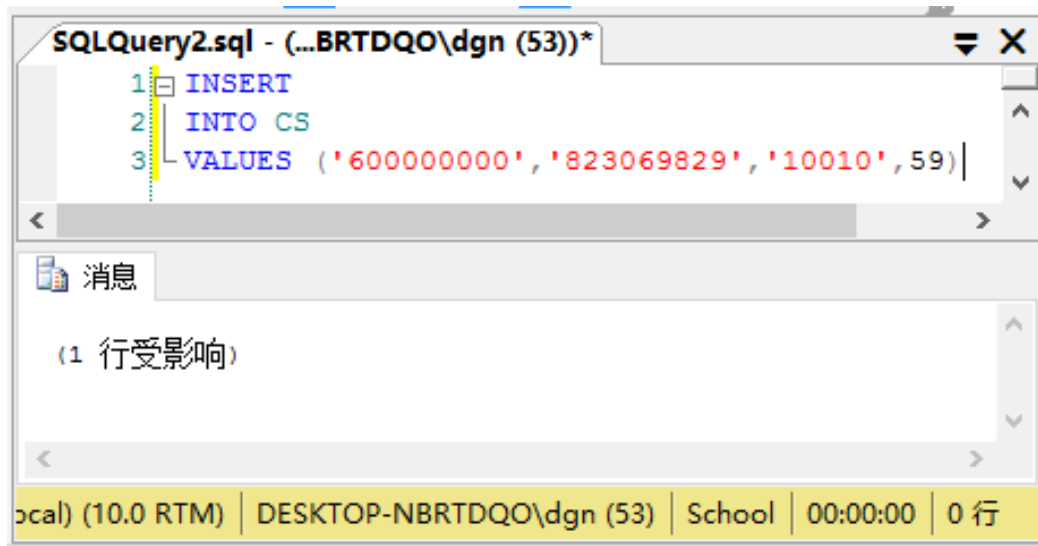 SQLQuery2.sql - (...BRTDQO\dgn (53))*
1 INSERT
2 INTO CS
3 VALUES ('600000000','823069829','10010',59)
消息
(1 行受影响)
ocal) (10.0 RTM) DESKTOP-NBRTDQO\dgn (53) School 00:00:00 0 行